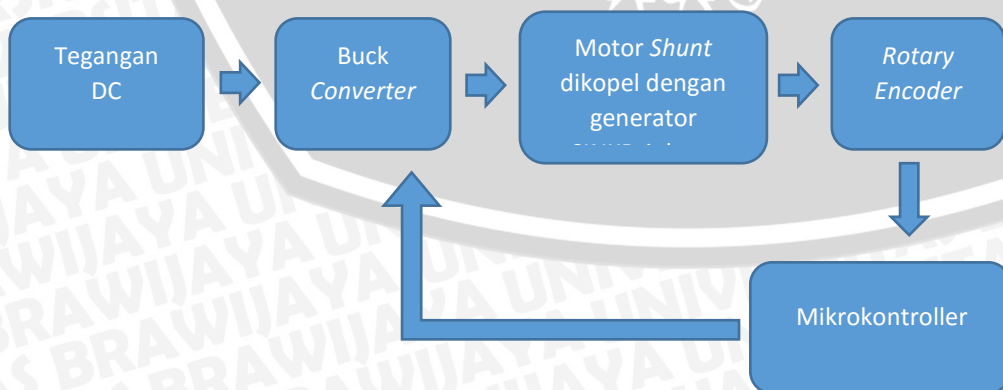 Tegangan
DC
Buck
Converter
Motor Shunt
dikopel dengan
generator
Rotary
Encoder
Mikrokontroller